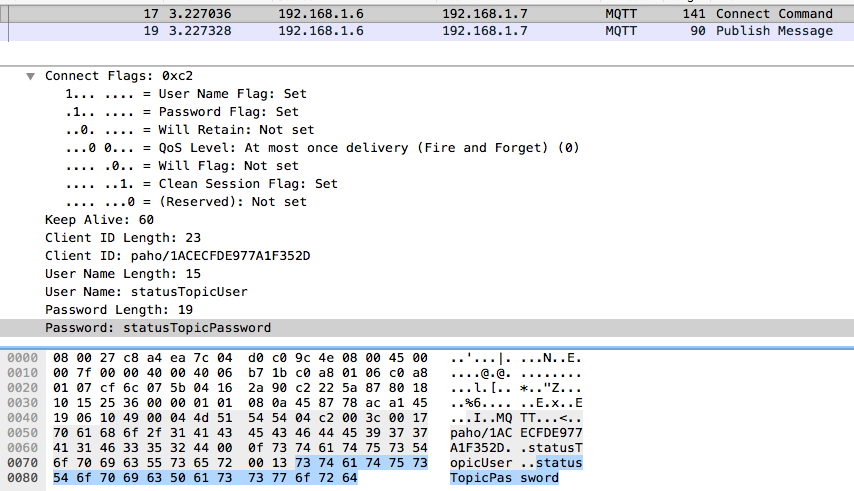 17 3.227036 192.168.1.6 192.168.1.7 MQTT 141 Connect Command
19 3.227328 192.168.1.6 192.168.1.7 MQTT 90 Publish Message
Connect Flags: 0xc2
1... .... = User Name Flag: Set
.1.. .... = Password Flag: Set
..0. .... = Will Retain: Not set
...0 0... = QoS Level: At most once delivery (Fire and Forget) (0)
.... .0.. = Will Flag: Not set
.... ..1. = Clean Session Flag: Set
.... ...0 = (Reserved): Not set
Keep Alive: 60
Client ID Length: 23
Client ID: paho/1ACECFDE977A1F352D
User Name Length: 15
User Name: statusTopicUser
Password Length: 19
Password: statusTopicPassword
0000 08 00 27 c8 a4 ea 7c 04 d0 c0 9c 4e 08 00 45 00 ..'...|. ...N..E.
0010 00 7f 00 00 40 00 40 06 b7 1b c0 a8 01 06 c0 a8 ....@.@. ........
0020 01 07 cf 6c 07 5b 04 16 2a 90 c2 22 5a 87 80 18 ...l.[.. *.."Z...
0030 10 15 25 36 00 00 01 01 08 0a 45 87 78 ac a1 45 ..%6.... ..E.x..E
0040 19 06 10 49 00 04 4d 51 54 54 04 c2 00 3c 00 17 ...I..MQ TT...<..
0050 70 61 68 6f 2f 31 41 43 45 43 46 44 45 39 37 37 paho/1AC ECFDE977
0060 41 31 46 33 35 32 44 00 0f 73 74 61 74 75 73 54 A1F352D. .statusT
0070 6f 70 69 63 55 73 65 72 00 13 73 74 61 74 75 73 opicUser ..status
0080 54 6f 70 69 63 50 61 73 73 77 6f 72 64 TopicPas sword